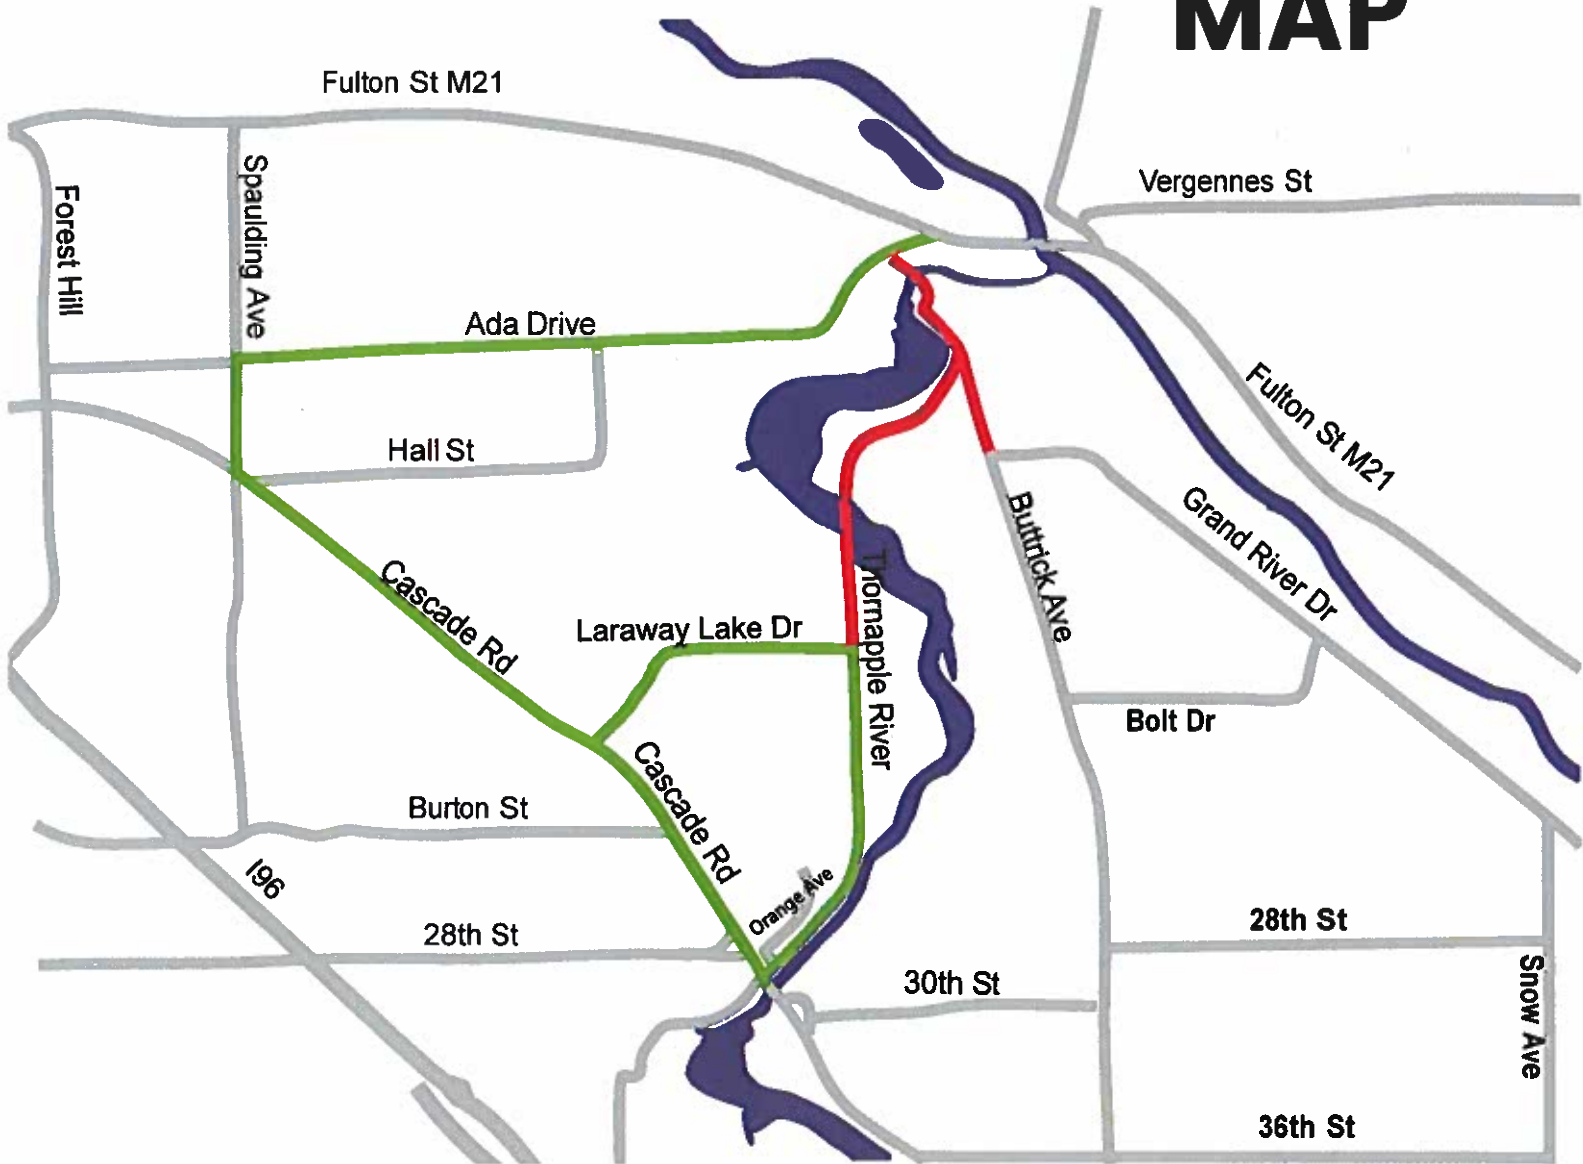 MAP
Fulton St M21
Vergennes St
Spaulding Ave
Forest Hill
Ada Drive
Fulton St M21
Hall St
Grand River Dr
Buttrick Ave
Cascade Rd
Thornapple River
Laraway Lake Dr
Bolt Dr
Cascade Rd
Burton St
I96
Orange Ave
28th St
28th St
30th St
Snow Ave
36th St